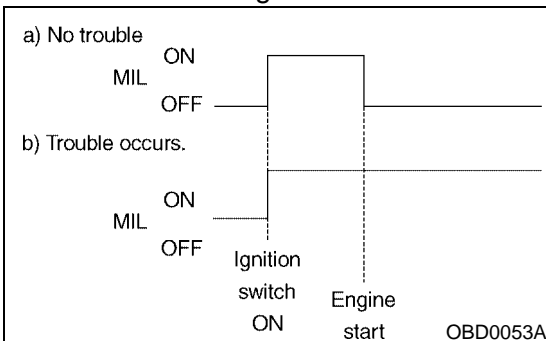 a) No trouble
ON
MIL
OFF
b) Trouble occurs.
ON
MIL
OFF
Ignition
switch
ON
Engine
start
OBD0053A